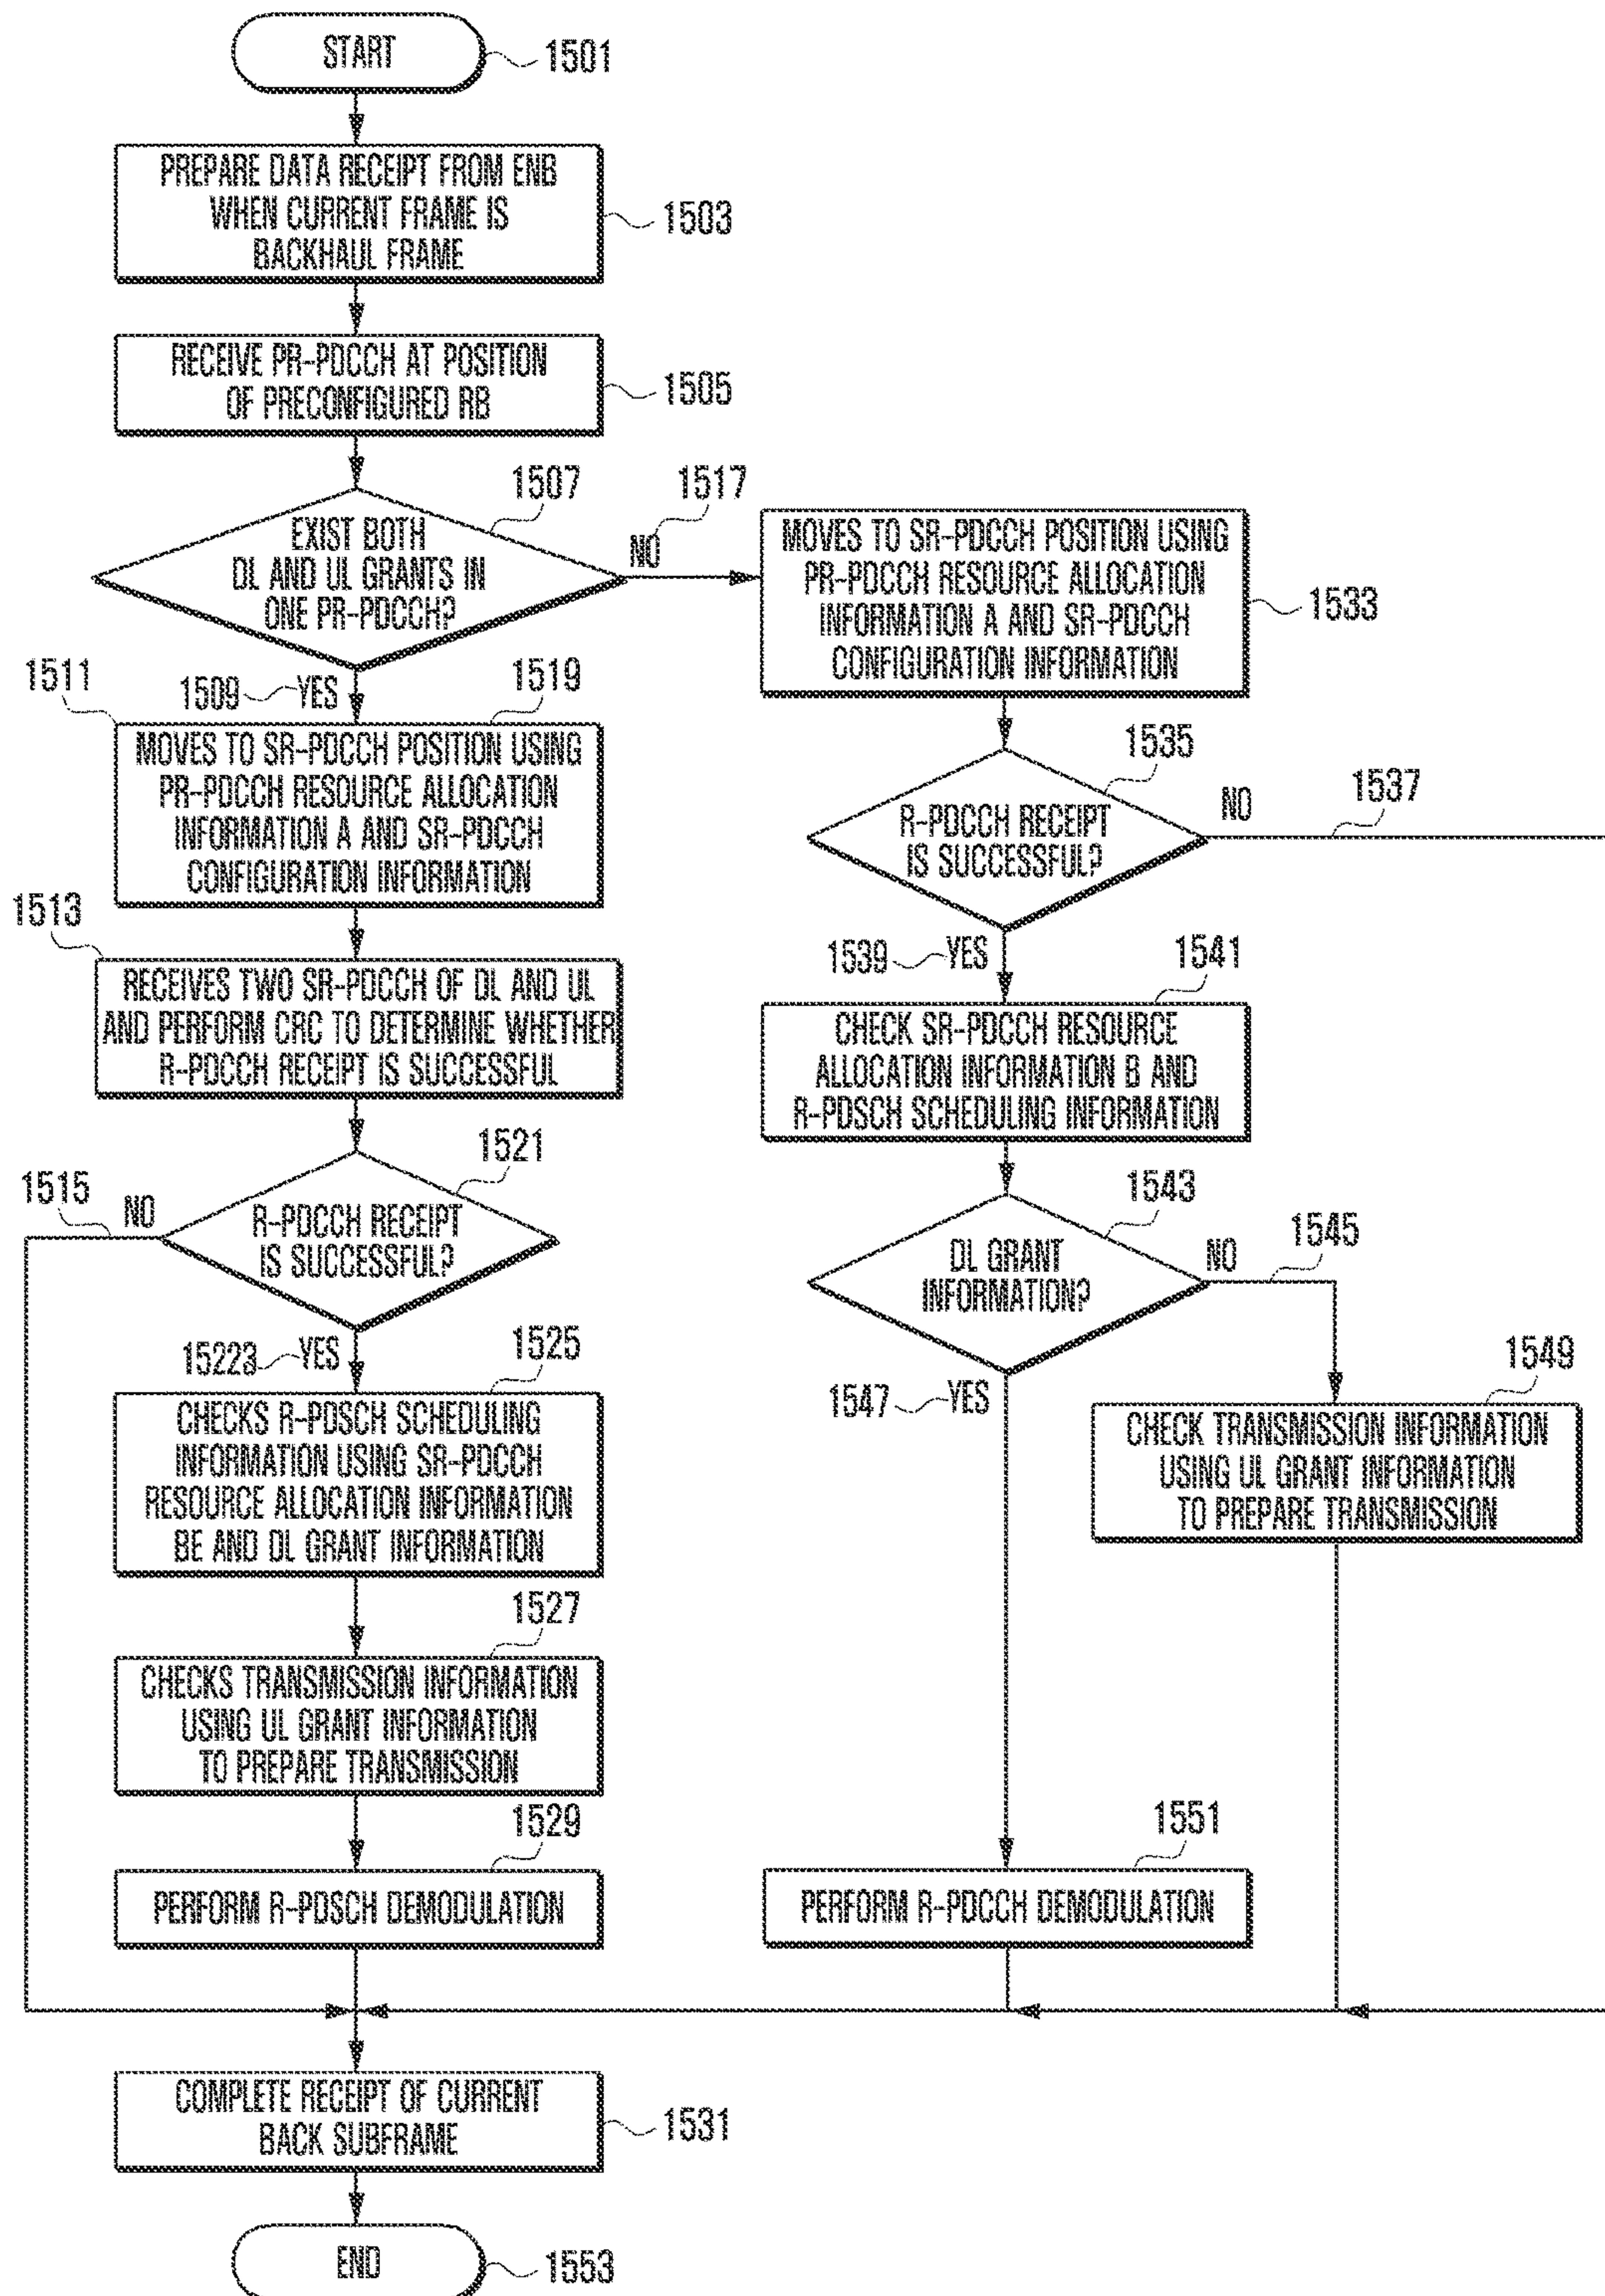 START
1501
PREPARE DATA RECEIPT FROM ENB
WHEN CURRENT FRAME IS
BACKHAUL FRAME
1503
RECEIVE PR-PDCCH AT POSITION
OF PRECONFIGURED RB
1505
1507
EXIST BOTH
DL AND UL GRANTS IN
ONE PR-PDCCH?
NO
1517
1509
YES
1511
1519
MOVES TO SR-PDCCH POSITION USING
PR-PDCCH RESOURCE ALLOCATION
INFORMATION A AND SR-PDCCH
CONFIGURATION INFORMATION
1513
RECEIVES TWO SR-PDCCH OF DL AND UL
AND PERFORM CRC TO DETERMINE WHETHER
R-PDCCH RECEIPT IS SUCCESSFUL
1521
1515
NO
R-PDCCH RECEIPT
IS SUCCESSFUL?
15223
YES
1525
CHECKS R-PDSCH SCHEDULING
INFORMATION USING SR-PDCCH
RESOURCE ALLOCATION INFORMATION
BE AND DL GRANT INFORMATION
1527
CHECKS TRANSMISSION INFORMATION
USING UL GRANT INFORMATION
TO PREPARE TRANSMISSION
1529
PERFORM R-PDSCH DEMODULATION
MOVES TO SR-PDCCH POSITION USING
PR-PDCCH RESOURCE ALLOCATION
INFORMATION A AND SR-PDCCH
CONFIGURATION INFORMATION
1533
1535
R-PDCCH RECEIPT
IS SUCCESSFUL?
NO
1537
1539
YES
1541
CHECK SR-PDCCH RESOURCE
ALLOCATION INFORMATION B AND
R-PDSCH SCHEDULING INFORMATION
1543
DL GRANT
INFORMATION?
NO
1545
1547
YES
1549
CHECK TRANSMISSION INFORMATION
USING UL GRANT INFORMATION
TO PREPARE TRANSMISSION
1551
PERFORM R-PDCCH DEMODULATION
COMPLETE RECEIPT OF CURRENT
BACK SUBFRAME
1531
END
1553